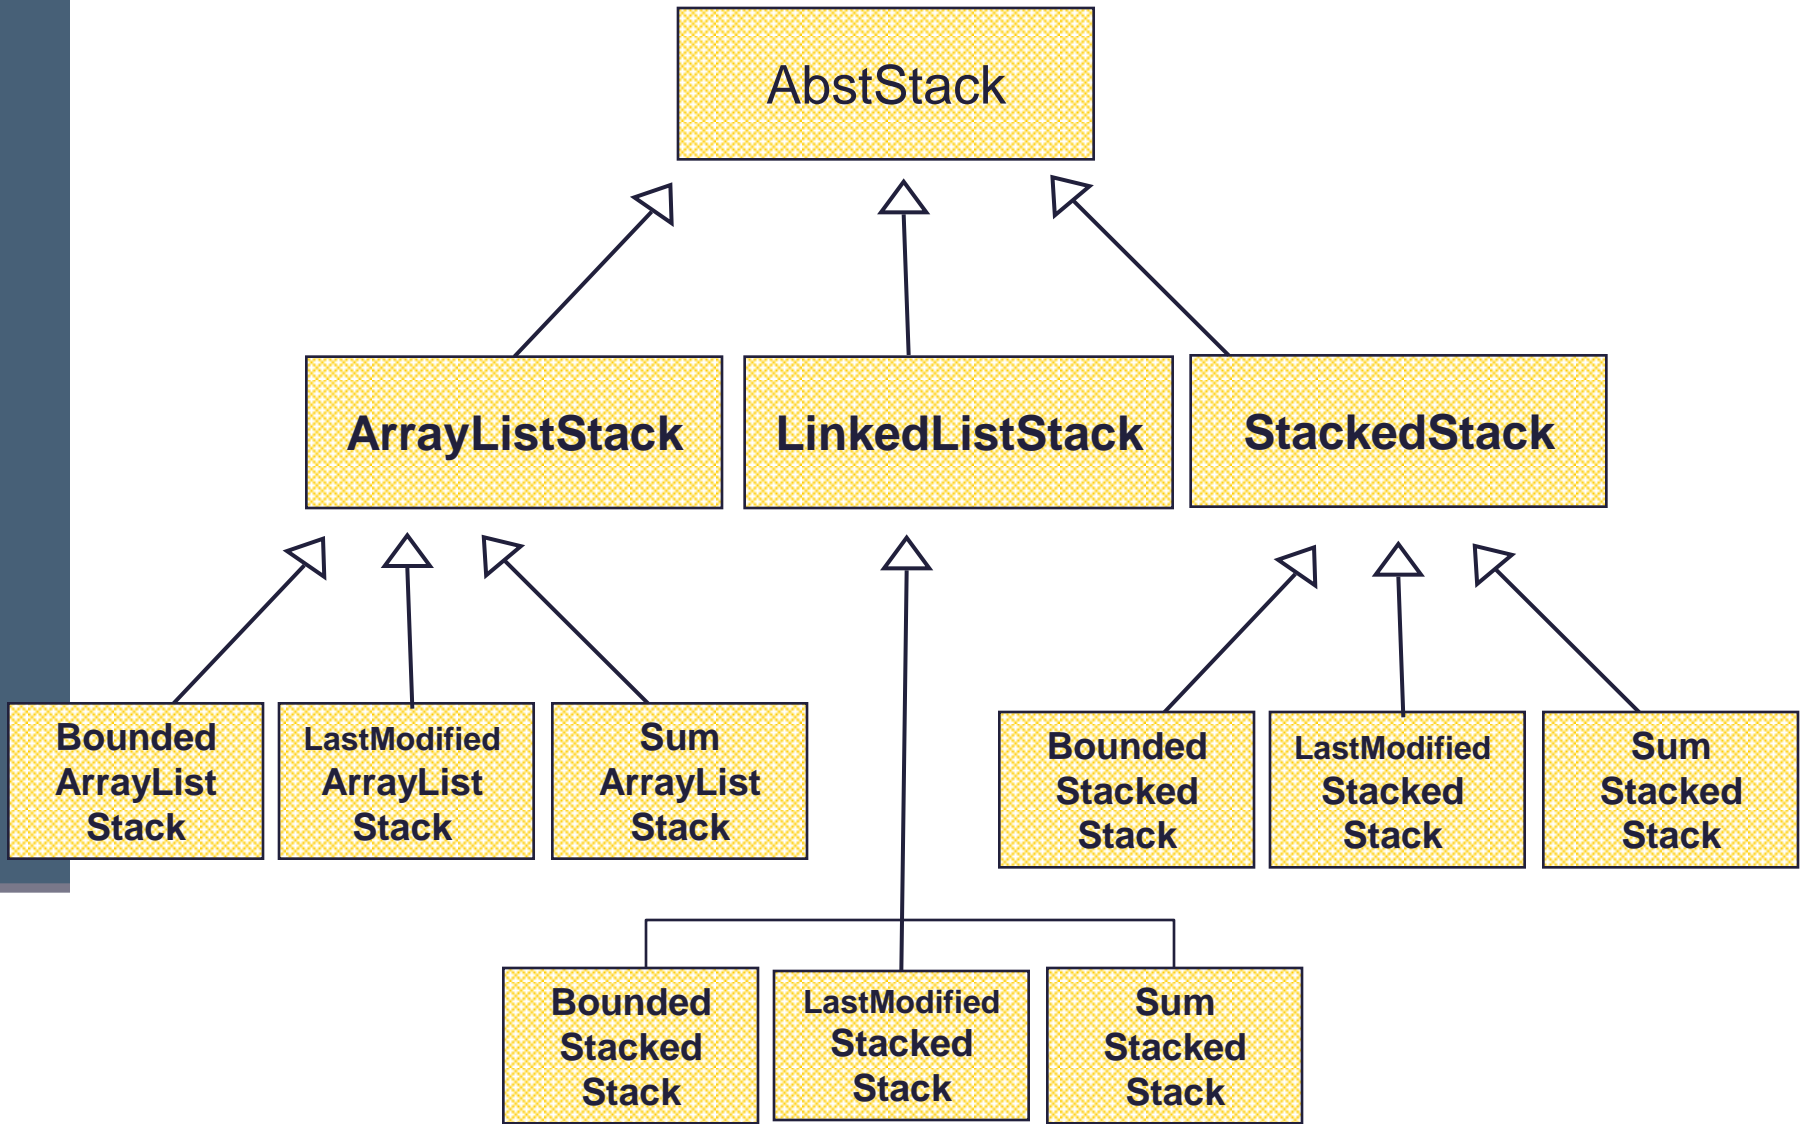 AbstStack
ArrayListStack
LinkedListStack
StackedStack
Bounded
ArrayList
Stack
LastModified
ArrayList
Stack
Sum
ArrayList
Stack
Bounded
Stacked
Stack
LastModified
Stacked
Stack
Sum
Stacked
Stack
Bounded
Stacked
Stack
LastModified
Stacked
Stack
Sum
Stacked
Stack